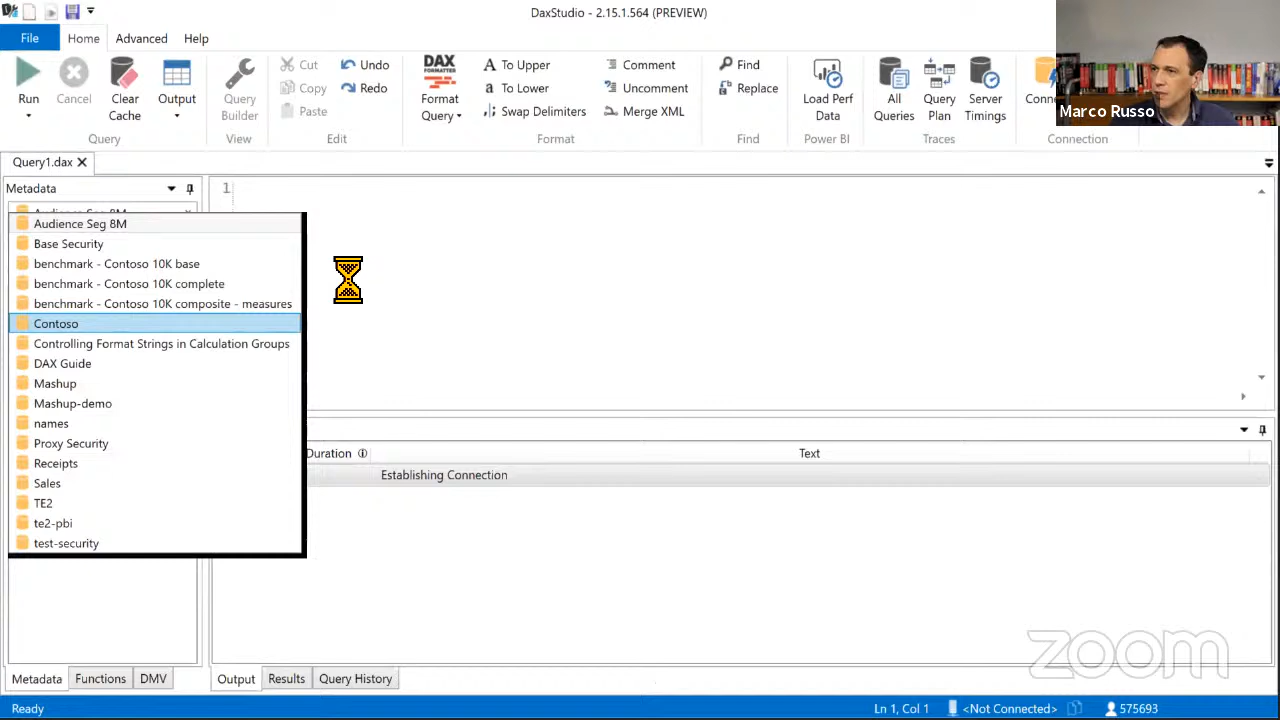 DaxStudio - 2.15.1.564 (PREVIEW)
File Home Advanced Help
Run
Cancel
Clear Cache
Output
Query Builder
Cut
Copy
Paste
Undo
Redo
DAX FORMATTER
Format Query
To Upper
To Lower
Swap Delimiters
Comment
Uncomment
Merge XML
Find
Replace
Load Perf Data
All Queries
Query Plan
Server Timings
Conne
Query View Edit Format Find Power BI Traces Connection
Marco Russo
Query1.dax
Metadata
1
Audience Seg 8M
Audience Seg 8M
Base Security
benchmark - Contoso 10K base
benchmark - Contoso 10K complete
benchmark - Contoso 10K composite - measures
Contoso
Controlling Format Strings in Calculation Groups
DAX Guide
Mashup
Mashup-demo
names
Proxy Security
Receipts
Sales
TE2
te2-pbi
test-security
Duration Text
Establishing Connection
zoom
Metadata Functions DMV
Output Results Query History
Ready Ln 1, Col 1 <Not Connected> 575693